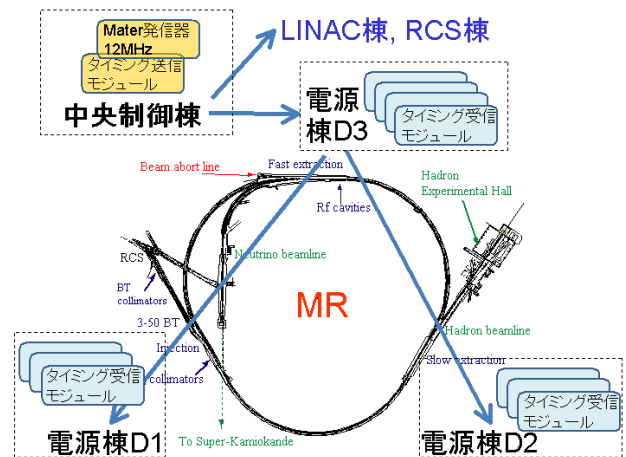 Mater発信器
12MHz
タイミング送信
モジュール
中央制御棟
LINAC棟, RCS棟
電源
棟D3
タイミング受信
モジュール
Beam abort line
Fast extraction
Rf cavities
Hadron
Experimental Hall
RCS
BT
collimators
Neutrino beamline
MR
3-50 BT
Injection
collimators
Hadron beamline
Slow extraction
タイミング受信
モジュール
電源棟D1
To Super-Kamiokande
タイミング受信
モジュール
電源棟D2